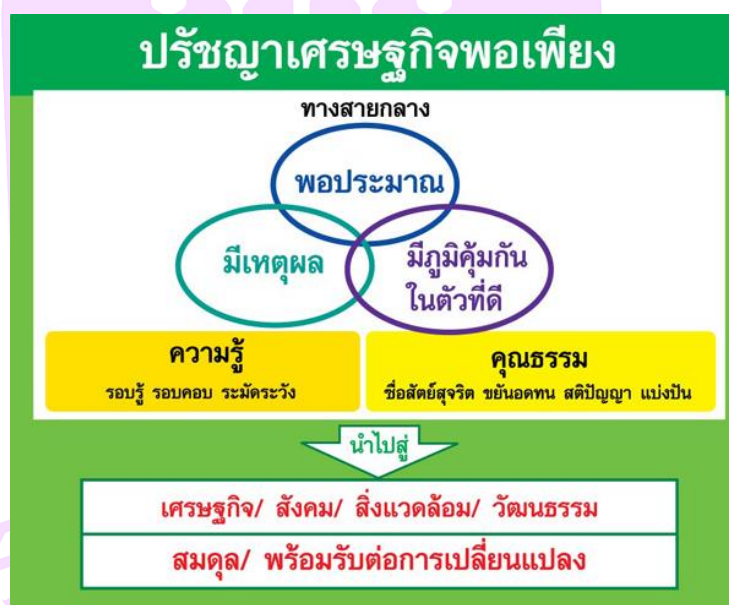 ปรัชญาเศรษฐกิจพอเพียง
ทางสายกลาง
พอประมาณ
มีเหตุผล
มีภูมิคุ้มกัน
ในตัวที่ดี
ความรู้
รอบรู้ รอบคอบ ระมัดระวัง
คุณธรรม
ซื่อสัตย์สุจริต ขยันอดทน สติปัญญา แบ่งปัน
นำไปสู่
เศรษฐกิจ/ สังคม/ สิ่งแวดล้อม/ วัฒนธรรม
สมดุล/ พร้อมรับต่อการเปลี่ยนแปลง